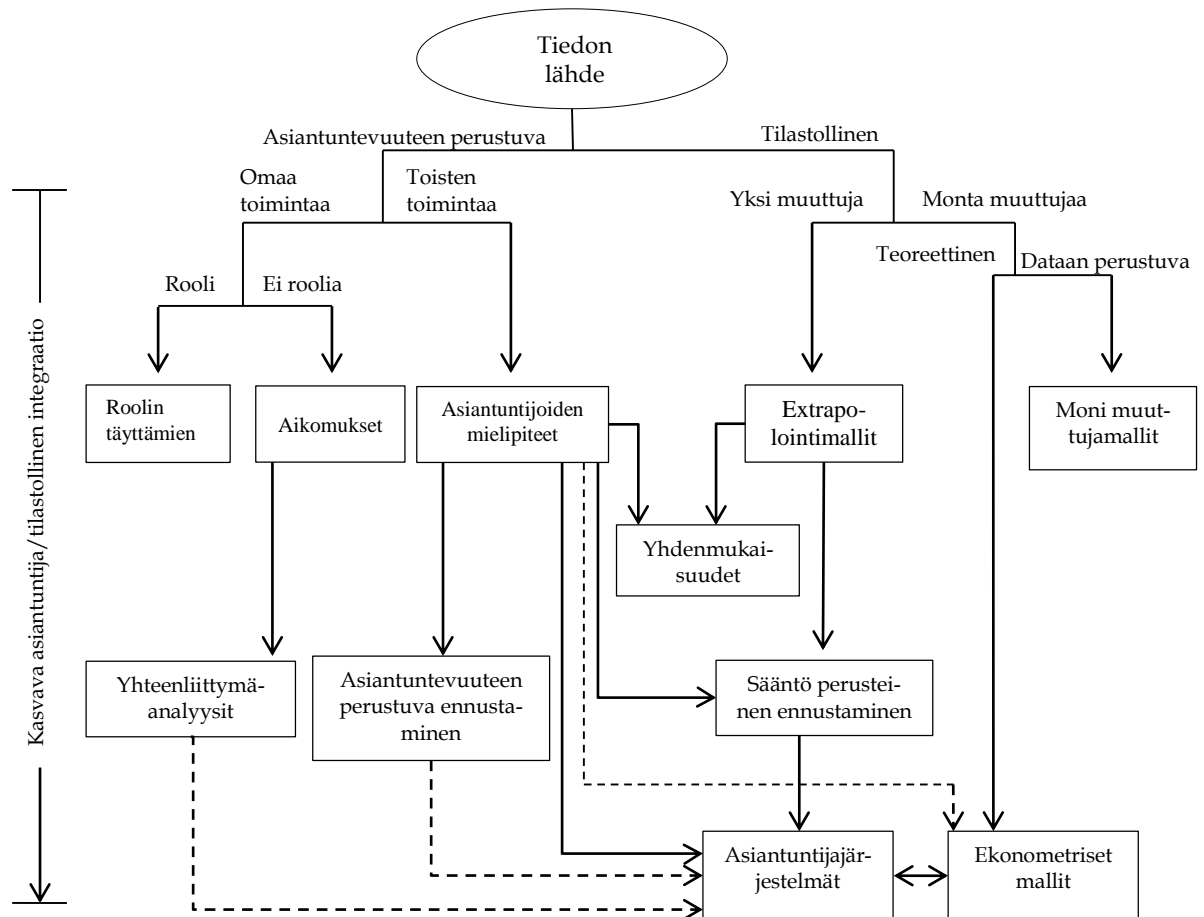 Tiedon
lähde
Asiantuntevuuteen perustuva
Tilastollinen
Omaa
toimintaa
Toisten
toimintaa
Yksi muuttuja
Monta muuttujaa
Teoreettinen
Dataan perustuva
Rooli
Ei roolia
Kasvava asiantuntija/tilastollinen integraatio
Roolin
täyttämien
Aikomukset
Asiantuntijoiden
mielipiteet
Extrapo-
lointimallit
Moni muut-
tujamallit
Yhdenmukai-
suudet
Yhteenliittymä-
analyysit
Asiantuntevuuteen
perustuva ennusta-
minen
Sääntö perustei-
nen ennustaminen
Asiantuntijajär-
jestelmät
Ekonometriset
mallit